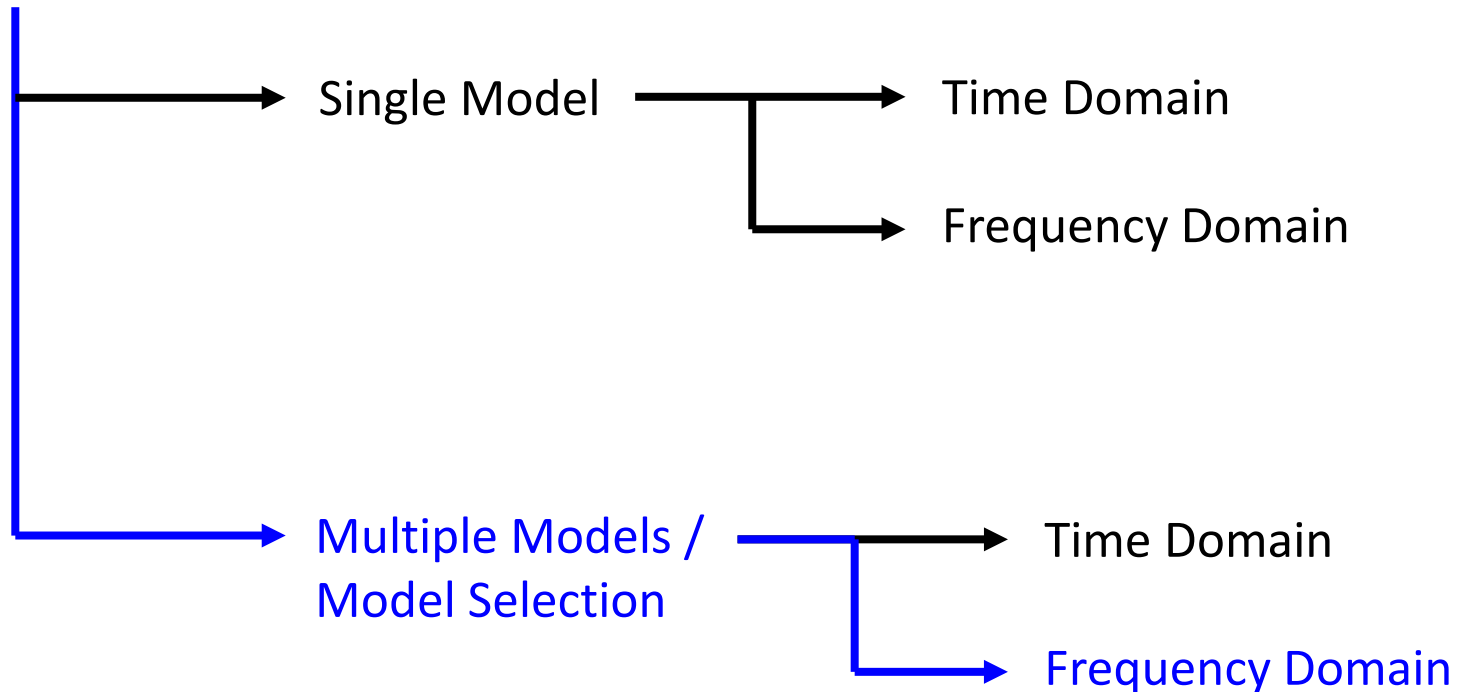 Single Model
Time Domain
Frequency Domain
Multiple Models /
Model Selection
Time Domain
Frequency Domain